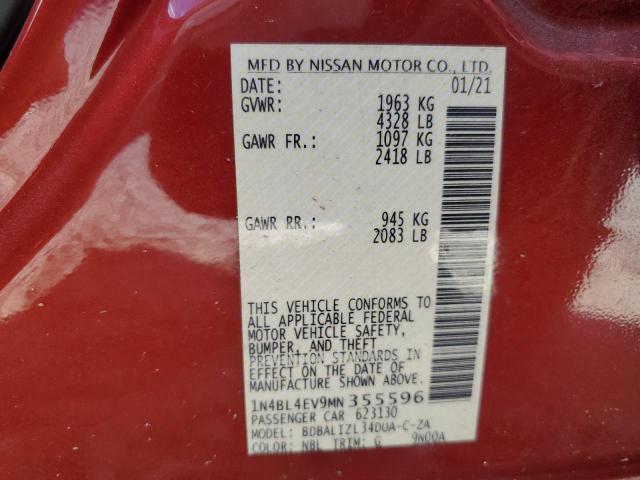 MFD BY NISSAN MOTOR CO., LTD.
DATE: 01/21
GVWR: 1963 KG
4328 LB
GAWR FR.: 1097 KG
2418 LB
GAWR RR.: 945 KG
2083 LB
THIS VEHICLE CONFORMS TO
ALL APPLICABLE FEDERAL
MOTOR VEHICLE SAFETY,
BUMPER, AND THEFT
PREVENTION STANDARDS IN
EFFECT ON THE DATE OF
MANUFACTURE SHOWN ABOVE.
1N4BL4EV9MN355596
PASSENGER CAR 623130
MODEL: BDBALIZL34DUA-C-ZA
COLOR: NBL TRIM: G 9N00A